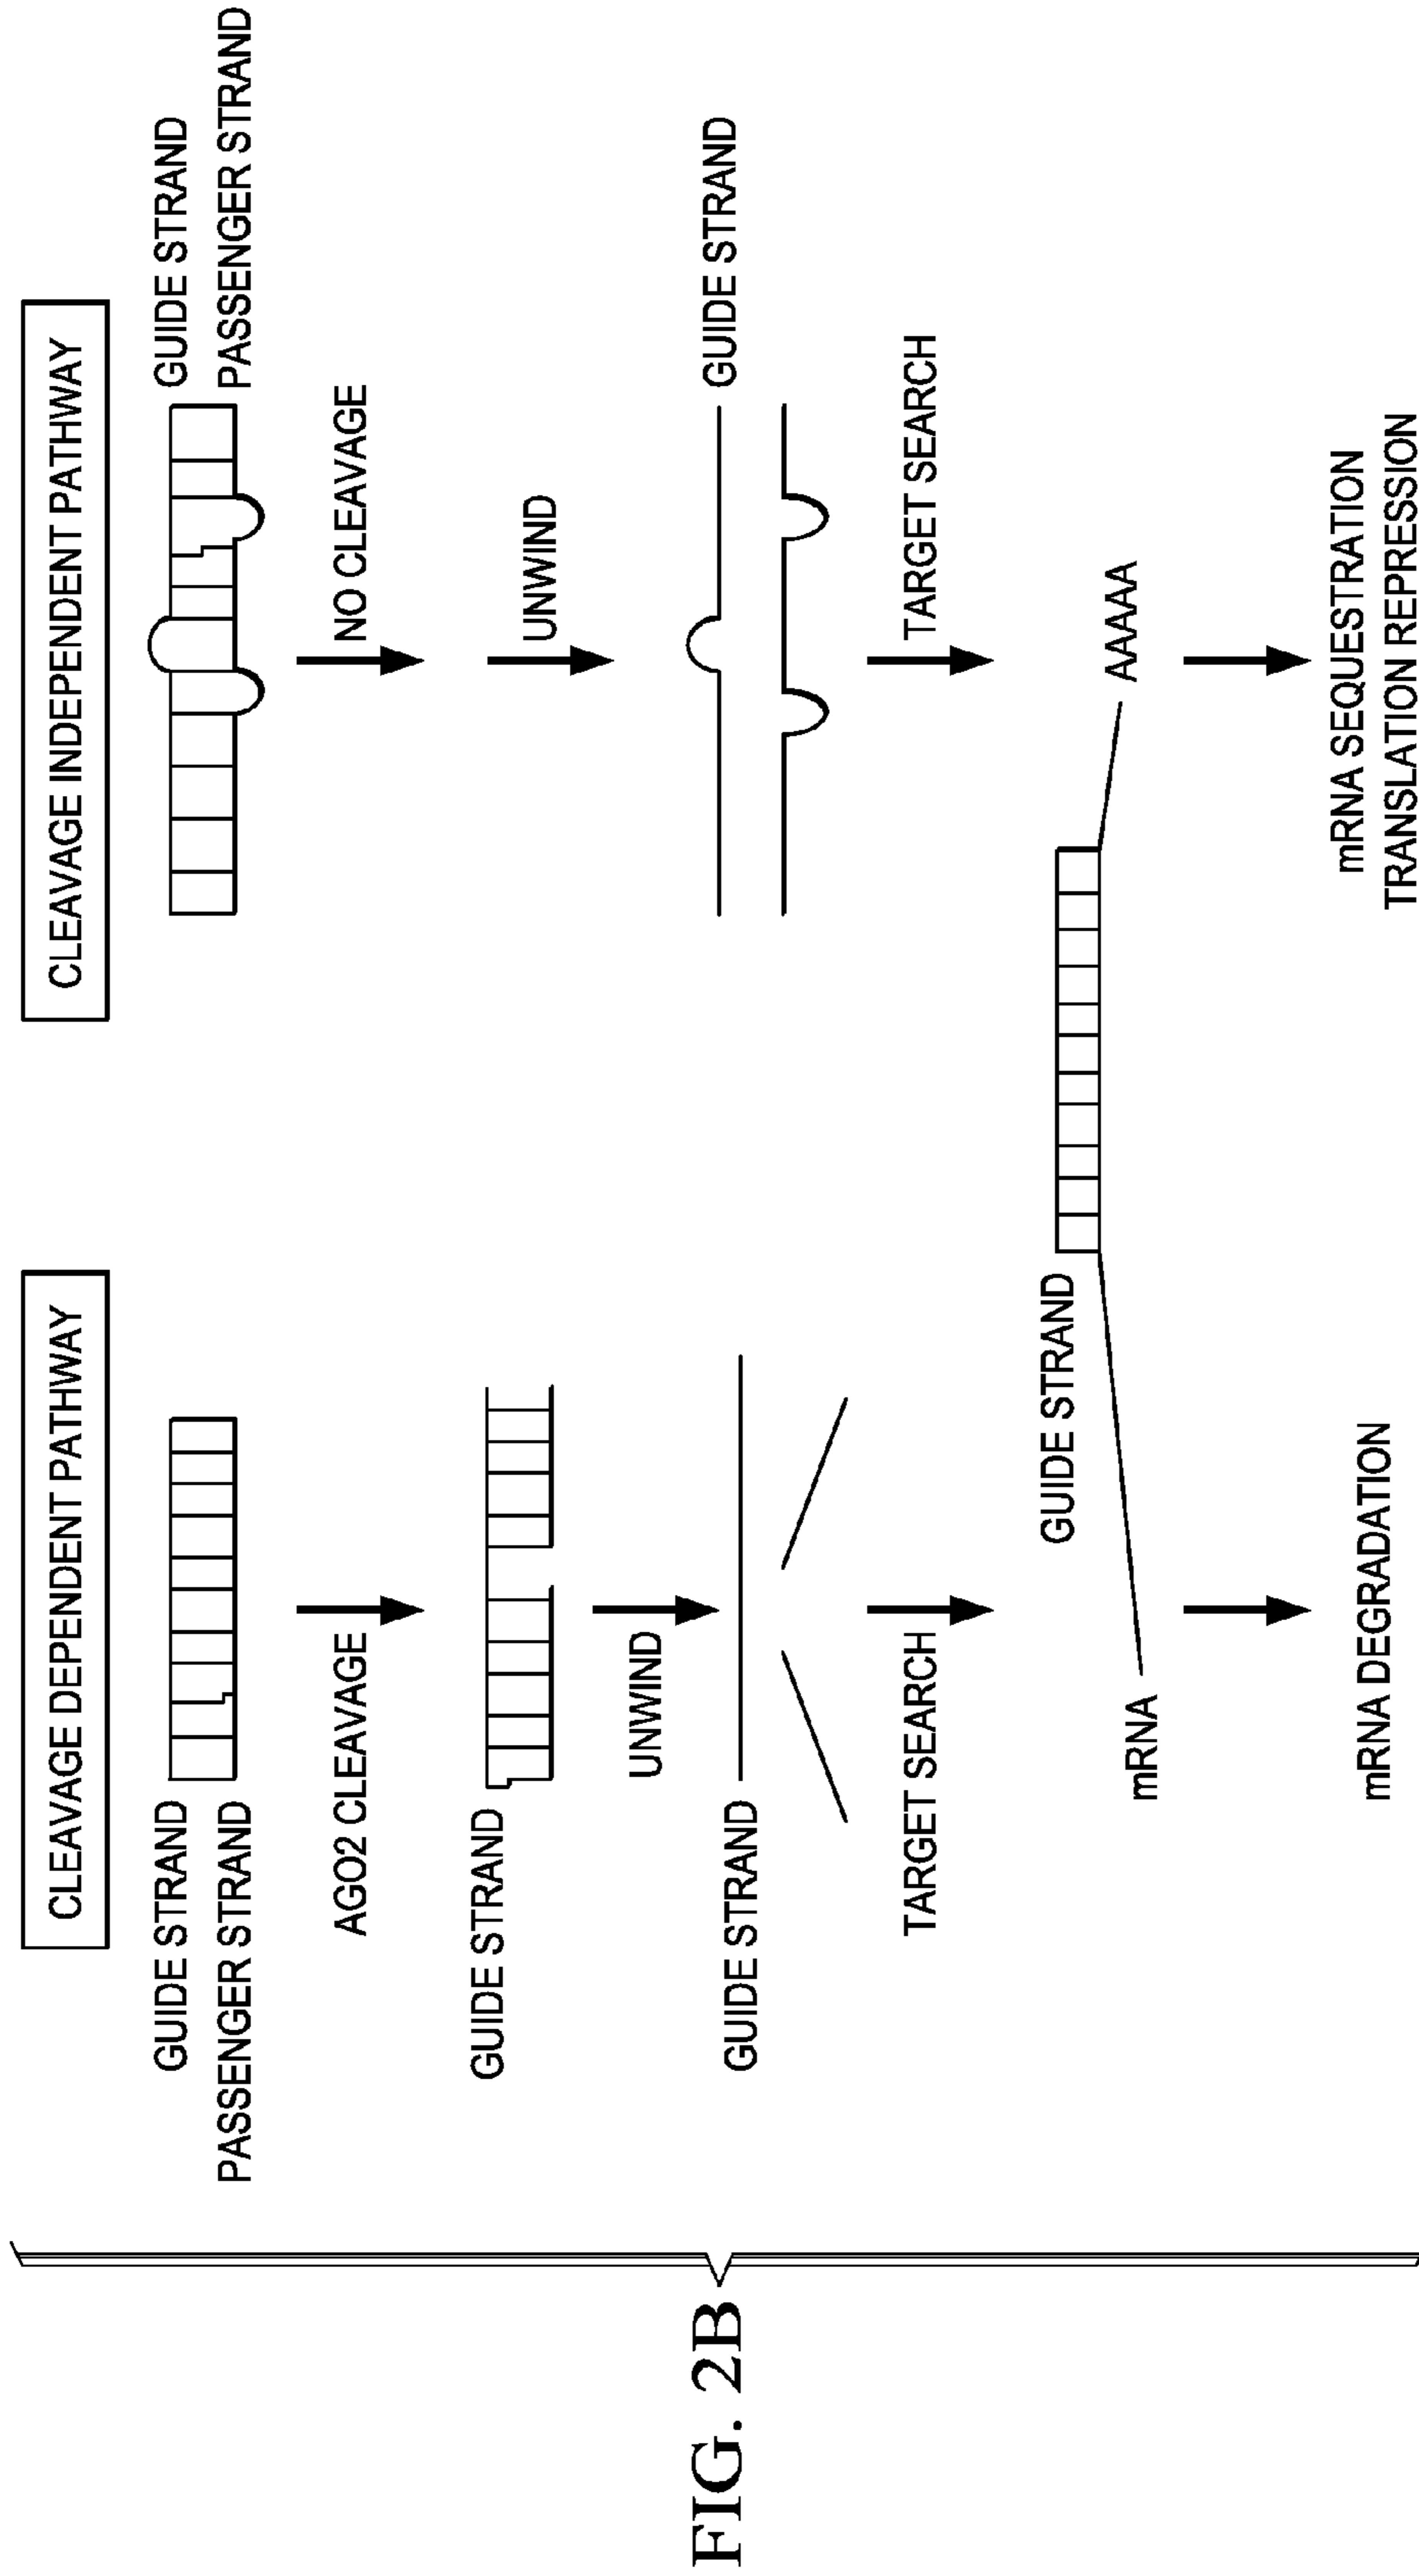 CLEAVAGE DEPENDENT PATHWAY
GUIDE STRAND
PASSENGER STRAND
AGO2 CLEAVAGE
GUIDE STRAND
UNWIND
GUIDE STRAND
TARGET SEARCH
CLEAVAGE INDEPENDENT PATHWAY
GUIDE STRAND
PASSENGER STRAND
NO CLEAVAGE
UNWIND
GUIDE STRAND
TARGET SEARCH
GUIDE STRAND
mRNA
AAAAA
mRNA DEGRADATION
mRNA SEQUESTRATION
TRANSLATION REPRESSION
FIG. 2B